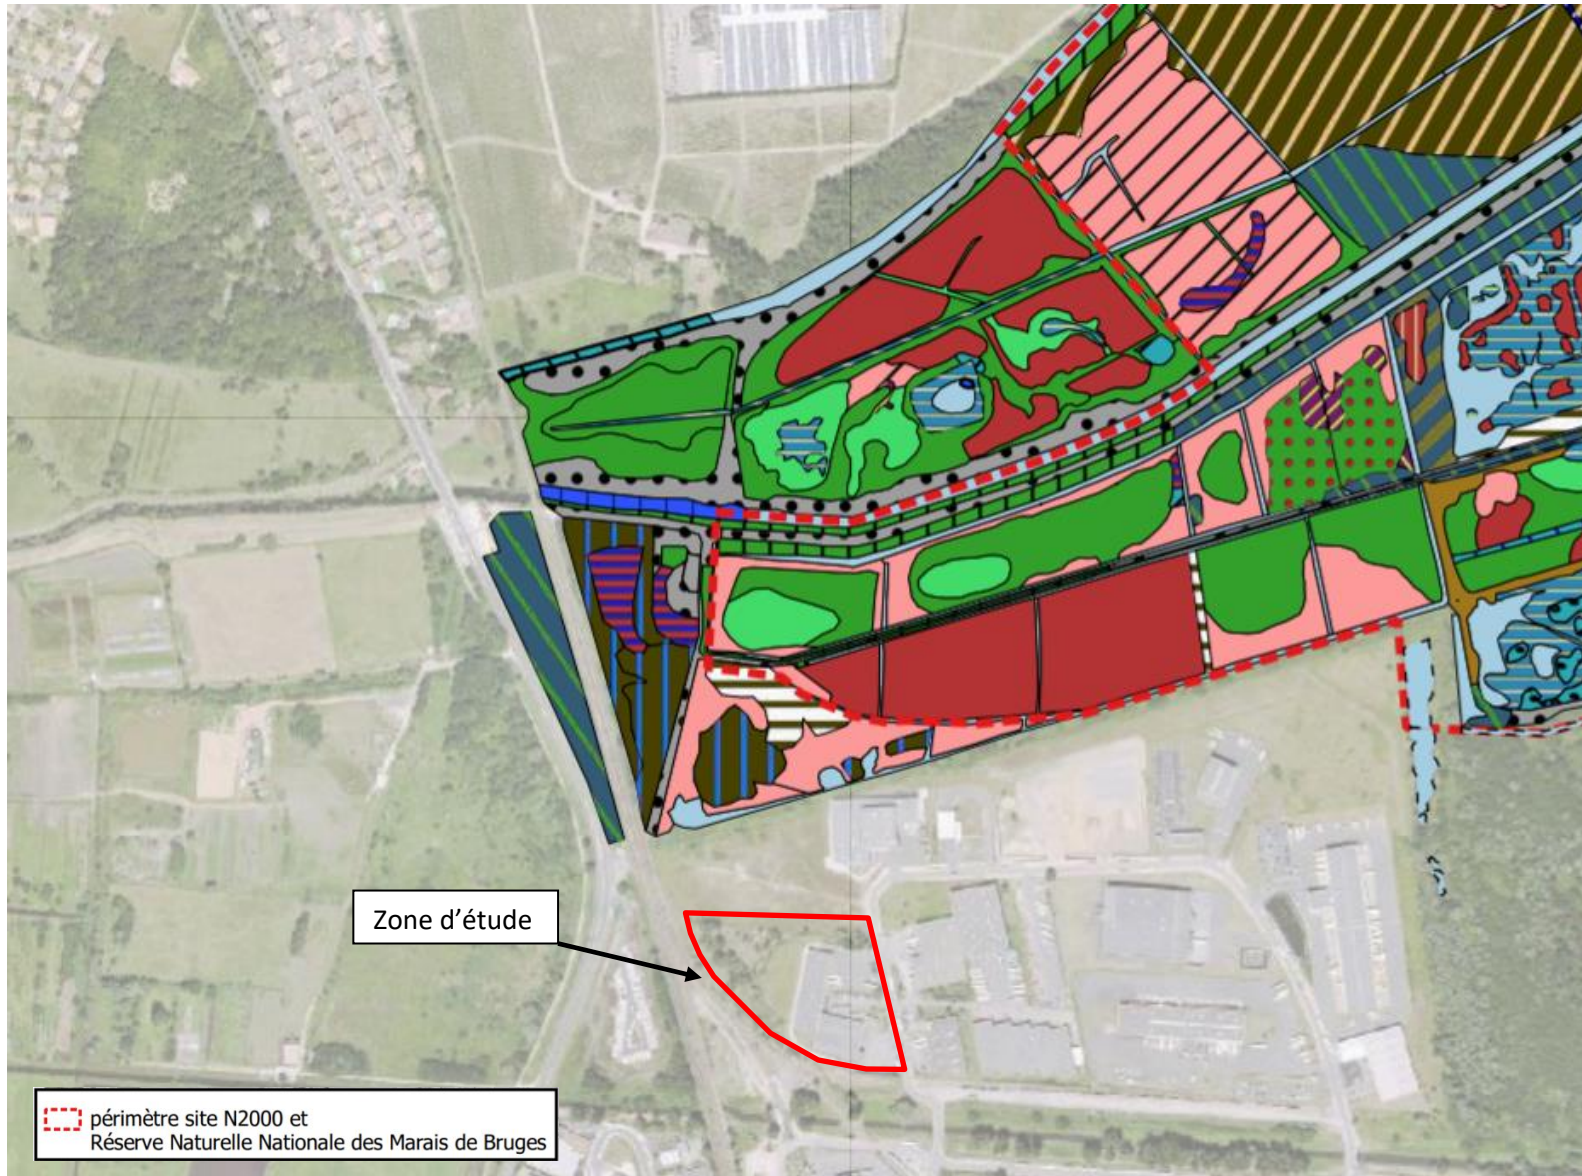 Zone d’étude
périmètre site N2000 et
Réserve Naturelle Nationale des Marais de Bruges